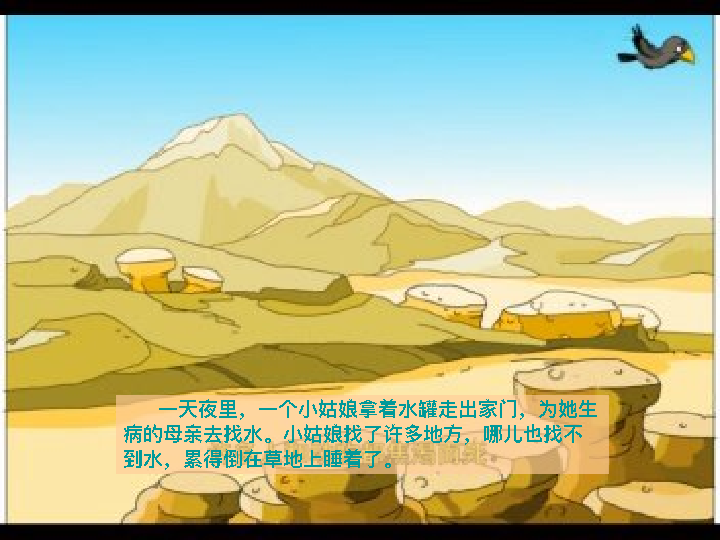 一天夜里，一个小姑娘拿着水罐走出家门，为她生
病的母亲去找水。小姑娘找了许多地方，哪儿也找不
到水，累得倒在草地上睡着了。